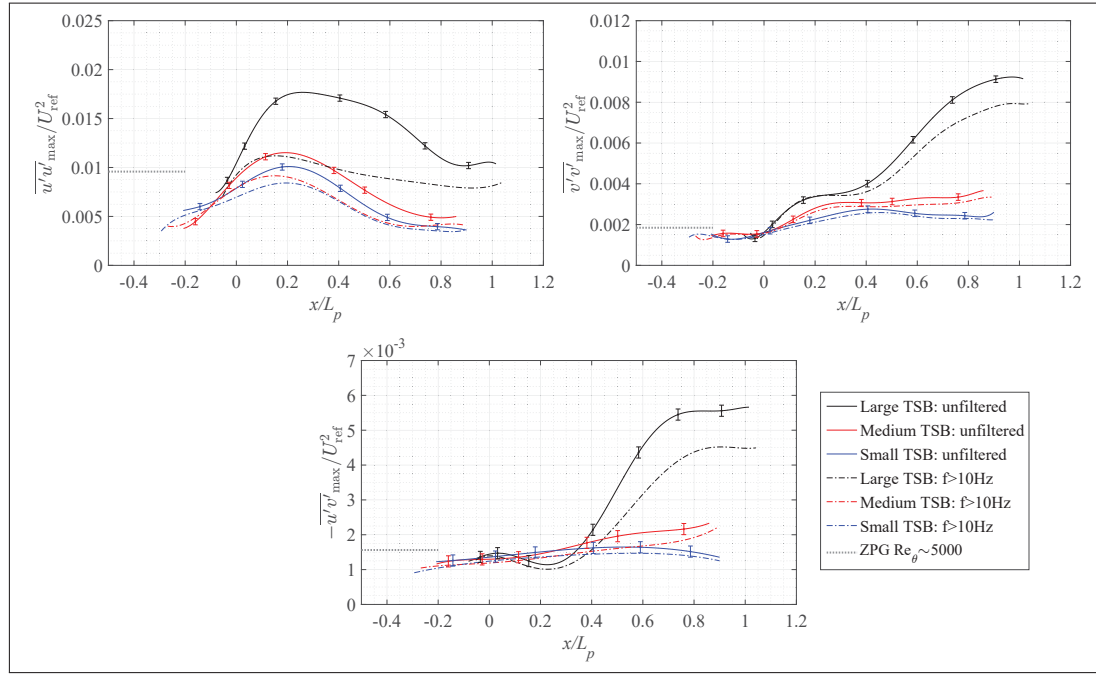 0.025
0.02
0.015
0.01
0.005
0
-0.4 -0.2 0 0.2 0.4 0.6 0.8 1 1.2
x/L_p
u'u'_max/U²_ref
0.012
0.01
0.008
0.006
0.004
0.002
0
-0.4 -0.2 0 0.2 0.4 0.6 0.8 1 1.2
x/L_p
v'v'_max/U²_ref
×10⁻³
7
6
5
4
3
2
1
0
-0.4 -0.2 0 0.2 0.4 0.6 0.8 1 1.2
x/L_p
−u'v'_max/U²_ref
Large TSB: unfiltered
Medium TSB: unfiltered
Small TSB: unfiltered
Large TSB: f>10Hz
Medium TSB: f>10Hz
Small TSB: f>10Hz
ZPG Re_θ~5000